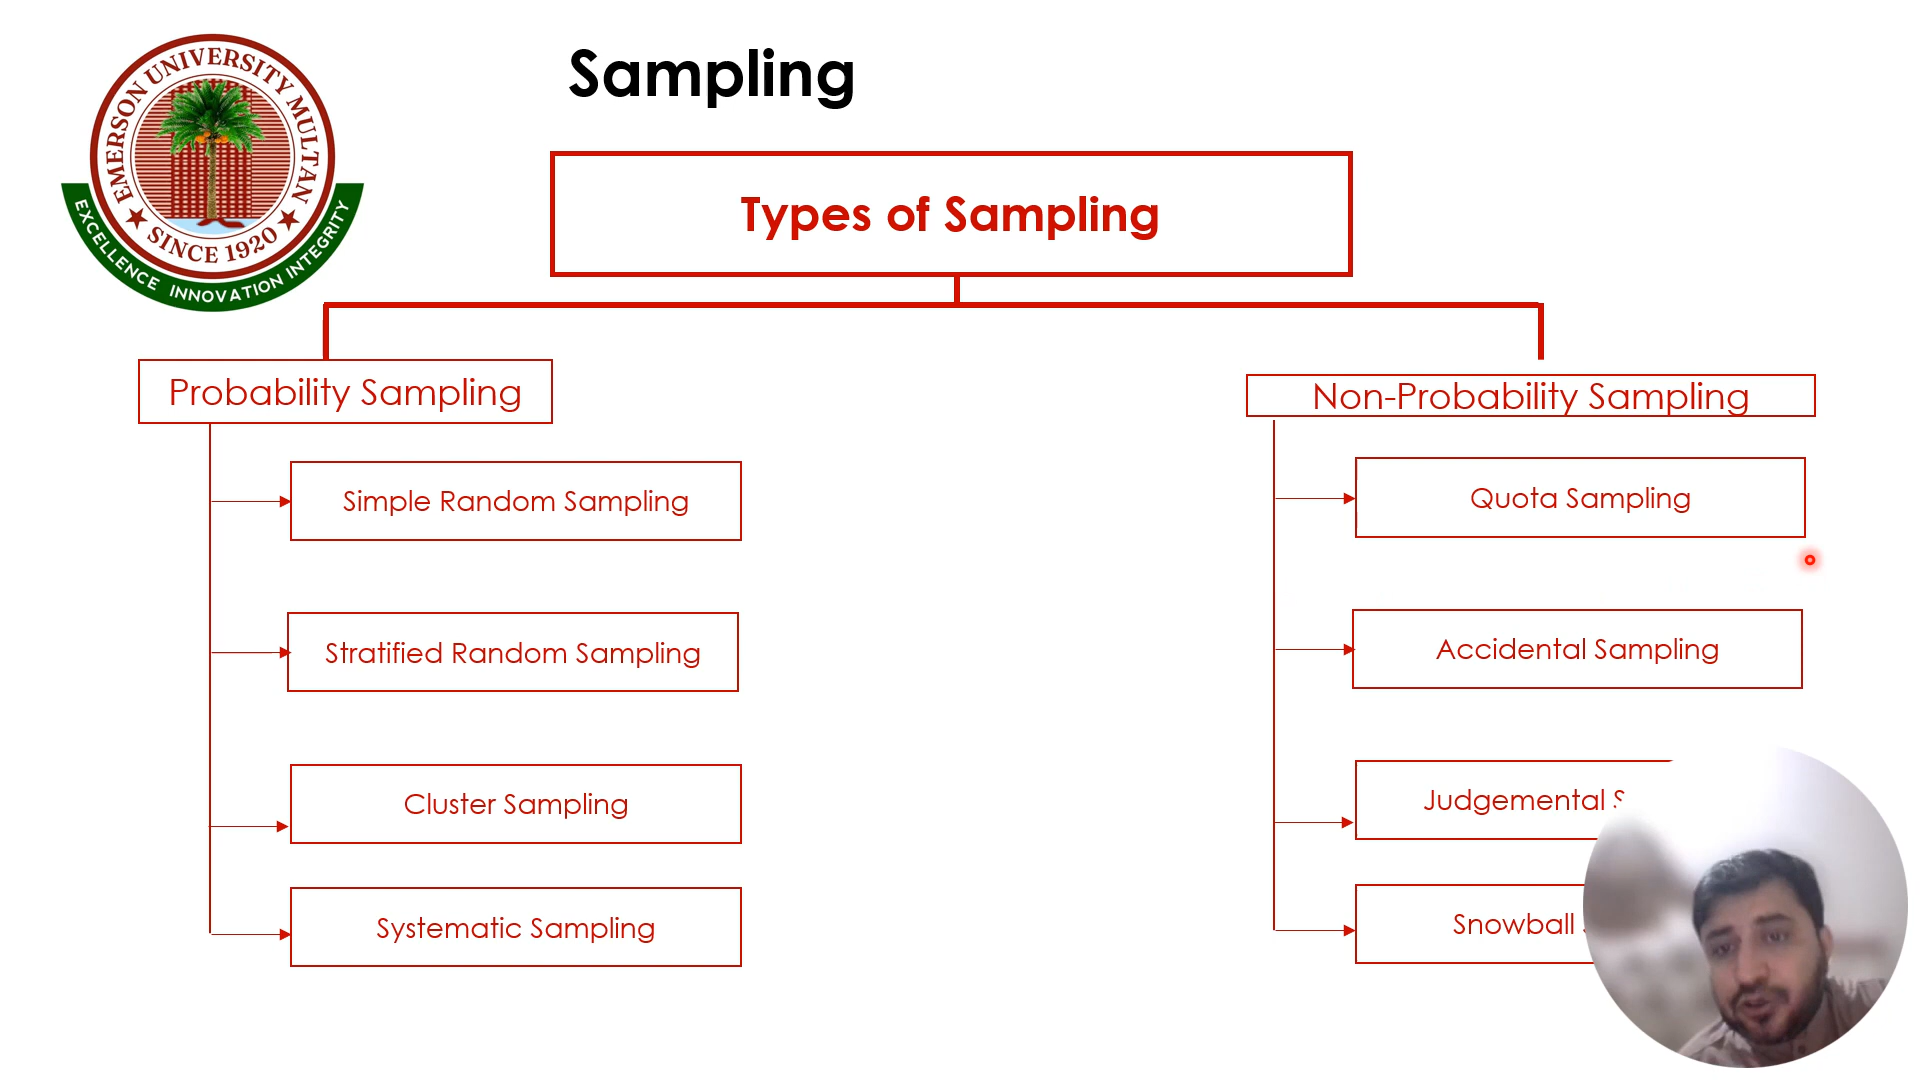 EMERSON UNIVERSITY MULTAN
SINCE 1920
EXCELLENCE INNOVATION INTEGRITY
Sampling
Types of Sampling
Probability Sampling
Simple Random Sampling
Stratified Random Sampling
Cluster Sampling
Systematic Sampling
Non-Probability Sampling
Quota Sampling
Accidental Sampling
Judgemental
Snowball